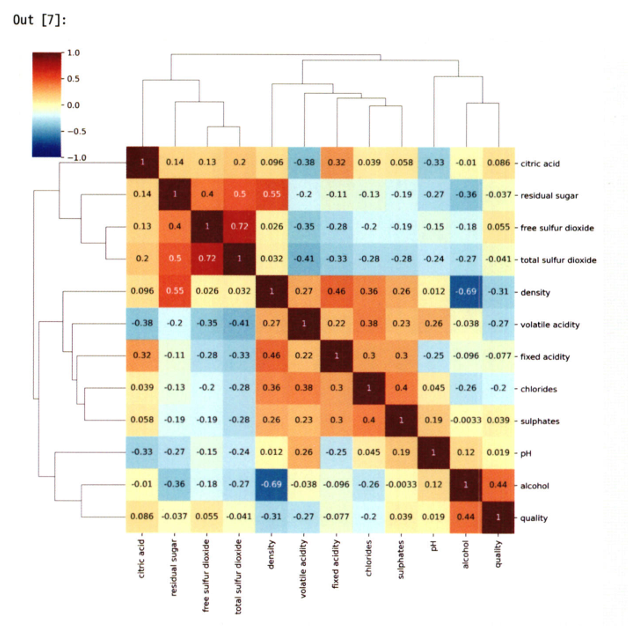 Out [7]:
1.0
0.5
0.0
−0.5
−1.0
1 0.14 0.13 0.2 0.096 -0.38 0.32 0.039 0.058 -0.33 -0.01 0.086 citric acid
0.14 1 0.4 0.5 0.55 -0.2 -0.11 -0.13 -0.19 -0.27 -0.36 -0.037 residual sugar
0.13 0.4 1 0.72 0.026 -0.35 -0.28 -0.2 -0.19 -0.15 -0.18 0.055 free sulfur dioxide
0.2 0.5 0.72 1 0.032 -0.41 -0.33 -0.28 -0.28 -0.24 -0.27 -0.041 total sulfur dioxide
0.096 0.55 0.026 0.032 1 0.27 0.46 0.36 0.26 0.012 -0.69 -0.31 density
-0.38 -0.2 -0.35 -0.41 0.27 1 0.22 0.38 0.23 0.26 -0.038 -0.27 volatile acidity
0.32 -0.11 -0.28 -0.33 0.46 0.22 1 0.3 0.3 -0.25 -0.096 -0.077 fixed acidity
0.039 -0.13 -0.2 -0.28 0.36 0.38 0.3 1 0.4 0.045 -0.26 -0.2 chlorides
0.058 -0.19 -0.19 -0.28 0.26 0.23 0.3 0.4 1 0.19 -0.0033 0.039 sulphates
-0.33 -0.27 -0.15 -0.24 0.012 0.26 -0.25 0.045 0.19 1 0.12 0.019 pH
-0.01 -0.36 -0.18 -0.27 -0.69 -0.038 -0.096 -0.26 -0.0033 0.12 1 0.44 alcohol
0.086 -0.037 0.055 -0.041 -0.31 -0.27 -0.077 -0.2 0.039 0.019 0.44 1 quality
citric acid
residual sugar
free sulfur dioxide
total sulfur dioxide
density
volatile acidity
fixed acidity
chlorides
sulphates
pH
alcohol
quality